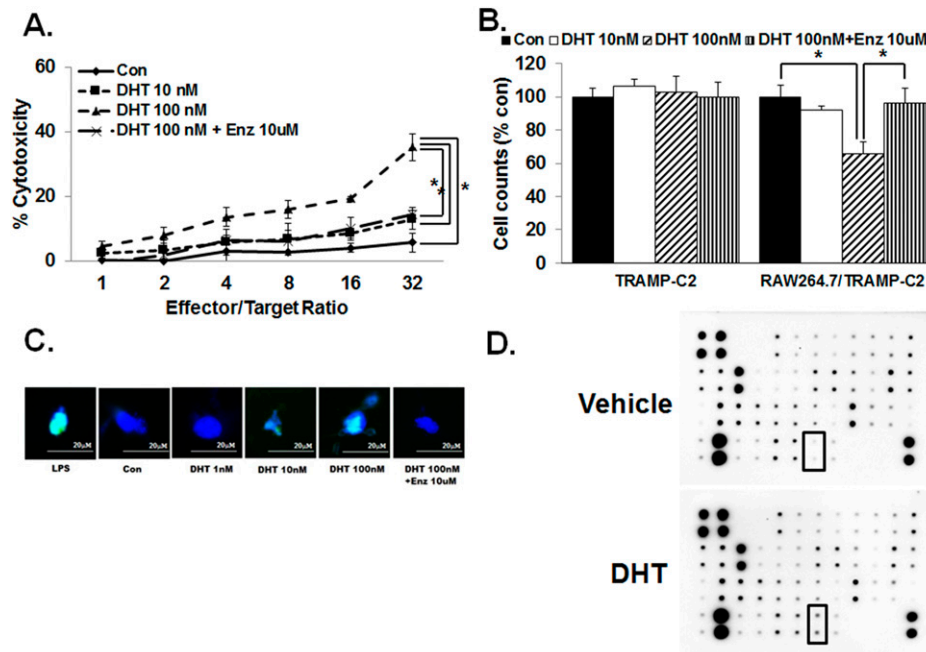 A.
60
40
20
0
% Cytotoxicity
Con
DHT 10 nM
DHT 100 nM
DHT 100 nM + Enz 10uM
*
*
*
1 2 4 8 16 32
Effector/Target Ratio
B.
Con DHT 10nM DHT 100nM DHT 100nM+Enz 10uM
120
100
80
60
40
20
0
Cell counts (% con)
* *
TRAMP-C2 RAW264.7/TRAMP-C2
C.
20μM 20μM 20μM 20μM 20μM 20μM
LPS Con DHT 1nM DHT 10nM DHT 100nM DHT 100nM
+Enz 10uM
D.
Vehicle
DHT